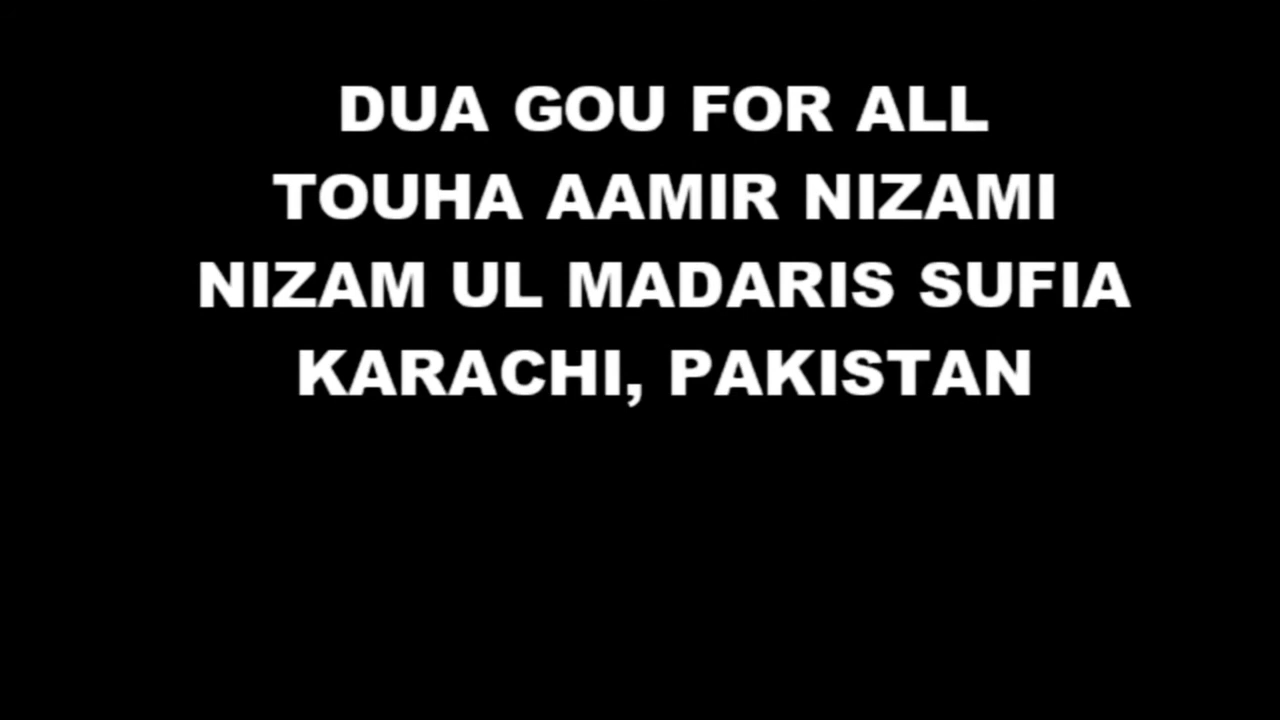 DUA GOU FOR ALL
TOUHA AAMIR NIZAMI
NIZAM UL MADARIS SUFIA
KARACHI, PAKISTAN